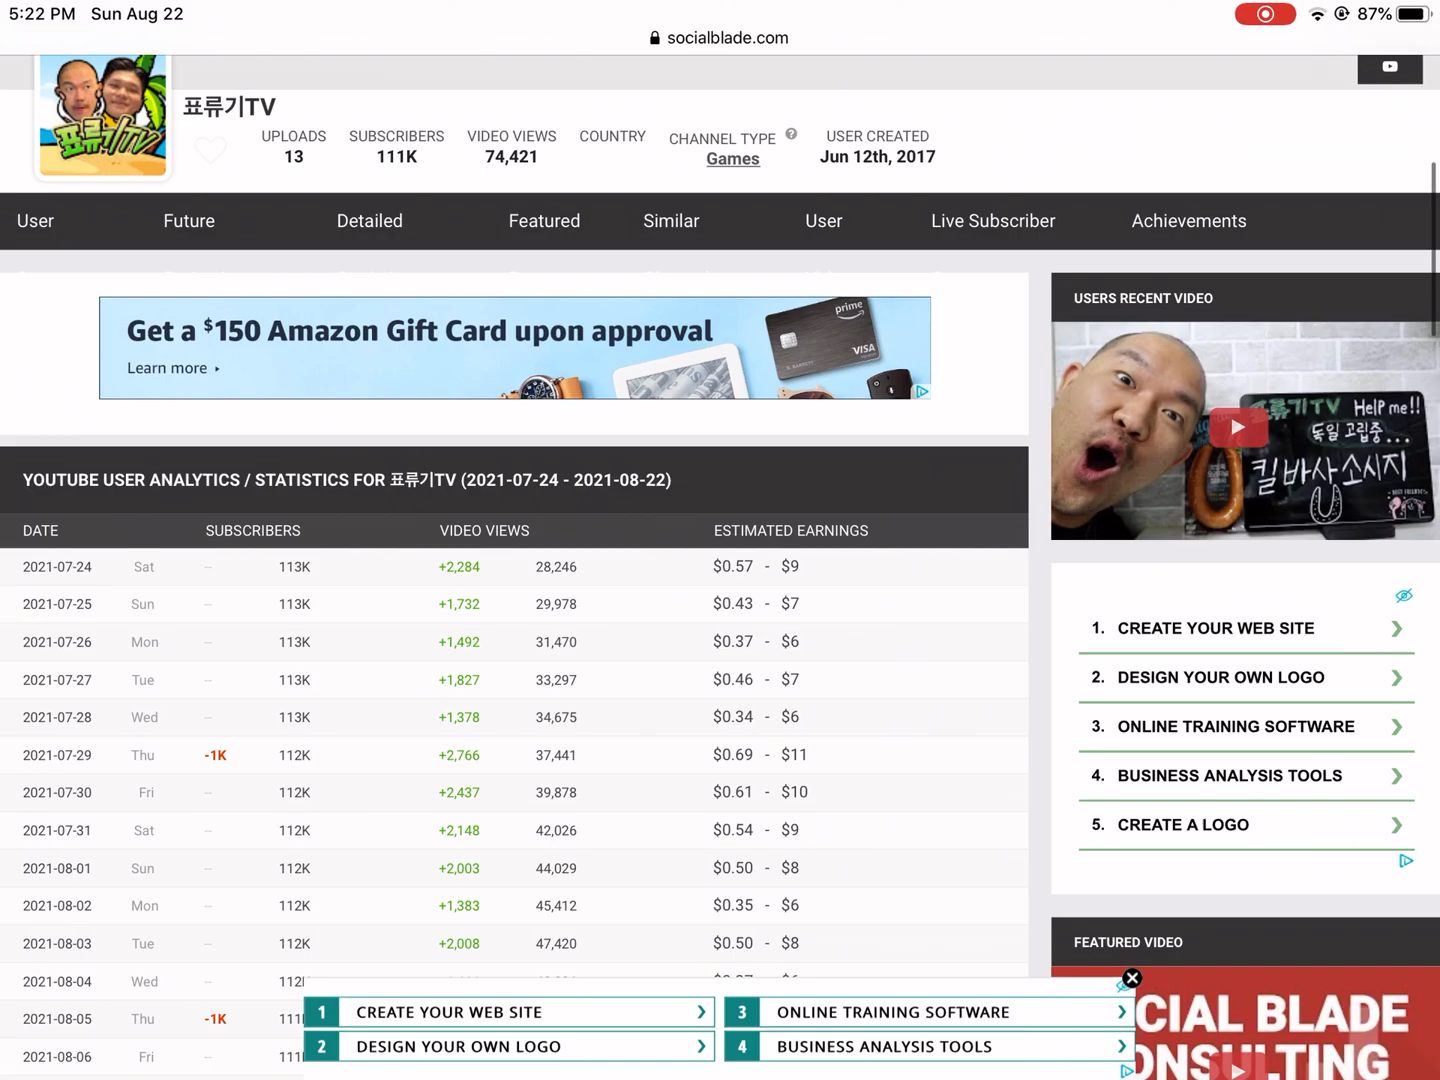 5:22 PM Sun Aug 22
87%
socialblade.com
표류기TV
표류기TV
UPLOADS
13
SUBSCRIBERS
111K
VIDEO VIEWS
74,421
COUNTRY
CHANNEL TYPE ?
Games
USER CREATED
Jun 12th, 2017
User Future Detailed Featured Similar User Live Subscriber Achievements
Get a $150 Amazon Gift Card upon approval
Learn more
prime
VISA
USERS RECENT VIDEO
표류기TV Help me!!
독일 고립중...
킬바사소시지
YOUTUBE USER ANALYTICS / STATISTICS FOR 표류기TV (2021-07-24 - 2021-08-22)
DATE SUBSCRIBERS VIDEO VIEWS ESTIMATED EARNINGS
2021-07-24 Sat -- 113K +2,284 28,246 $0.57 - $9
2021-07-25 Sun -- 113K +1,732 29,978 $0.43 - $7
2021-07-26 Mon -- 113K +1,492 31,470 $0.37 - $6
2021-07-27 Tue -- 113K +1,827 33,297 $0.46 - $7
2021-07-28 Wed -- 113K +1,378 34,675 $0.34 - $6
2021-07-29 Thu -1K 112K +2,766 37,441 $0.69 - $11
2021-07-30 Fri -- 112K +2,437 39,878 $0.61 - $10
2021-07-31 Sat -- 112K +2,148 42,026 $0.54 - $9
2021-08-01 Sun -- 112K +2,003 44,029 $0.50 - $8
2021-08-02 Mon -- 112K +1,383 45,412 $0.35 - $6
2021-08-03 Tue -- 112K +2,008 47,420 $0.50 - $8
2021-08-04 Wed -- 112
2021-08-05 Thu -1K 111
2021-08-06 Fri -- 111
1. CREATE YOUR WEB SITE
2. DESIGN YOUR OWN LOGO
3. ONLINE TRAINING SOFTWARE
4. BUSINESS ANALYSIS TOOLS
5. CREATE A LOGO
FEATURED VIDEO
CIAL BLADE
ONSULTING
1 CREATE YOUR WEB SITE
2 DESIGN YOUR OWN LOGO
3 ONLINE TRAINING SOFTWARE
4 BUSINESS ANALYSIS TOOLS